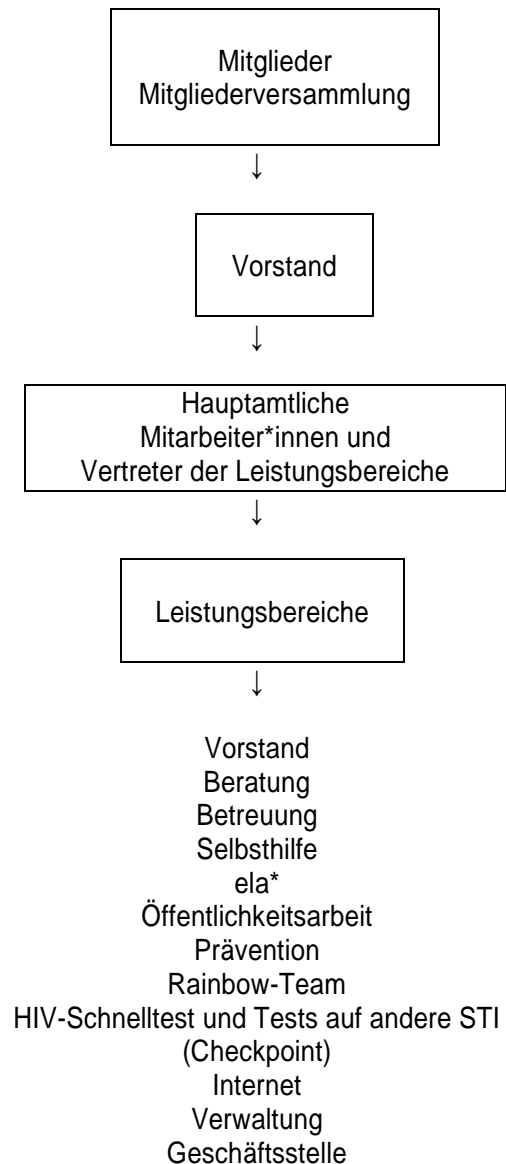 Mitglieder
Mitgliederversammlung
↓
Vorstand
↓
Hauptamtliche
Mitarbeiter*innen und
Vertreter der Leistungsbereiche
↓
Leistungsbereiche
↓
Vorstand
Beratung
Betreuung
Selbsthilfe
ela*
Öffentlichkeitsarbeit
Prävention
Rainbow-Team
HIV-Schnelltest und Tests auf andere STI
(Checkpoint)
Internet
Verwaltung
Geschäftsstelle